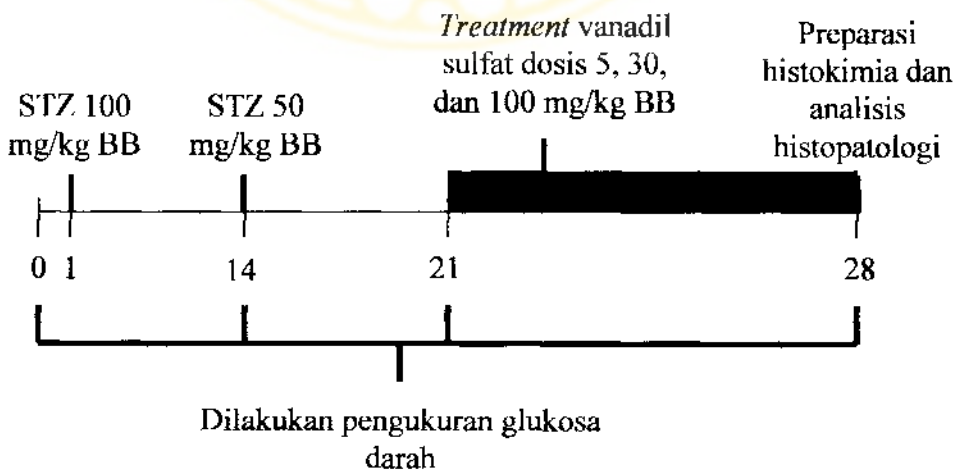 STZ 100
mg/kg BB
STZ 50
mg/kg BB
Treatment vanadil
sulfat dosis 5, 30,
dan 100 mg/kg BB
Preparasi
histokimia dan
analisis
histopatologi
0 1 14 21 28
Dilakukan pengukuran glukosa
darah